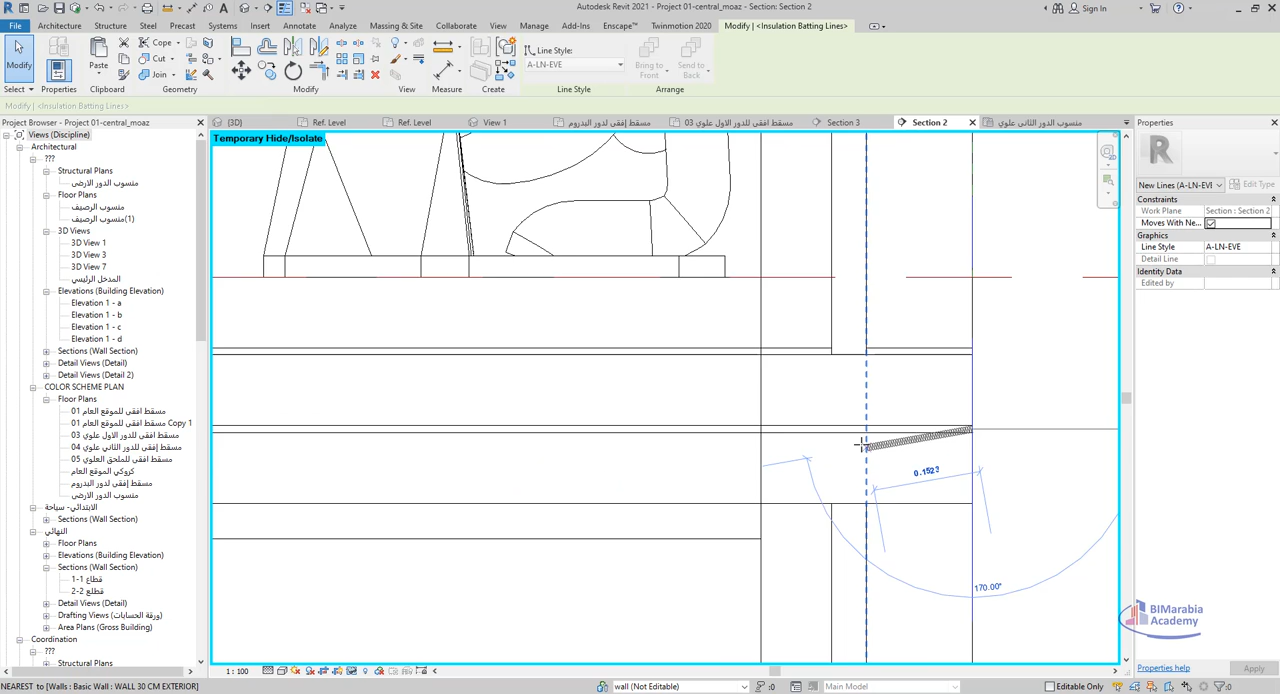 Autodesk Revit 2021 - Project 01-central_moaz - Section: Section 2
Sign In
File Architecture Structure Steel Precast Systems Insert Annotate Analyze Massing & Site Collaborate View Manage Add-Ins Enscape™ Twinmotion 2020 Modify | <Insulation Batting Lines>
Modify
Paste
Cope
Cut
Join
Line Style:
A-LN-EVE
Bring to Front
Send to Back
Select Properties Clipboard Geometry Modify View Measure Create Line Style Arrange
Modify | <Insulation Batting Lines>
Project Browser - Project 01-central_moaz
{3D} Ref. Level Ref. Level View 1 مسقط إفقى لدور البدروم مسقط افقى للدور الاول علوي 03 Section 3 Section 2 منسوب الدور الثاني علوي
Properties
Views (Discipline)
Architectural
???
Structural Plans
منسوب الدور الارضى
Floor Plans
منسوب الرصيف
منسوب الرصيف(1)
3D Views
3D View 1
3D View 3
3D View 7
المدخل الرئيسي
Elevations (Building Elevation)
Elevation 1 - a
Elevation 1 - b
Elevation 1 - c
Elevation 1 - d
Sections (Wall Section)
Detail Views (Detail)
Detail Views (Detail 2)
COLOR SCHEME PLAN
Floor Plans
مسقط افقى للموقع العام 01
مسقط افقى للموقع العام 01 Copy 1
مسقط افقى للدور الاول علوي 03
مسقط إفقي للدور الثاني علوي 04
مسقط افقى للملحق العلوي 05
كروكي الموقع العام
مسقط إفقى لدور البدروم
منسوب الدور الارضى
الابتدائي- سياحة
Sections (Wall Section)
النهائي
Floor Plans
Elevations (Building Elevation)
Sections (Wall Section)
قطاع 1-1
قطلع 2-2
Detail Views (Detail)
Drafting Views (ورقة الحسابات)
Area Plans (Gross Building)
Coordination
???
Structural Plans
Temporary Hide/Isolate
2D
0.1523
170.00°
New Lines (A-LN-EVE
Edit Type
Constraints
Work Plane Section : Section 2
Moves With Ne...
Graphics
Line Style A-LN-EVE
Detail Line
Identity Data
Edited by
BIMarabia
Academy
Properties help
Apply
1 : 100
NEAREST to [Walls : Basic Wall : WALL 30 CM EXTERIOR]
wall (Not Editable)
:0
Main Model
Editable Only
:0